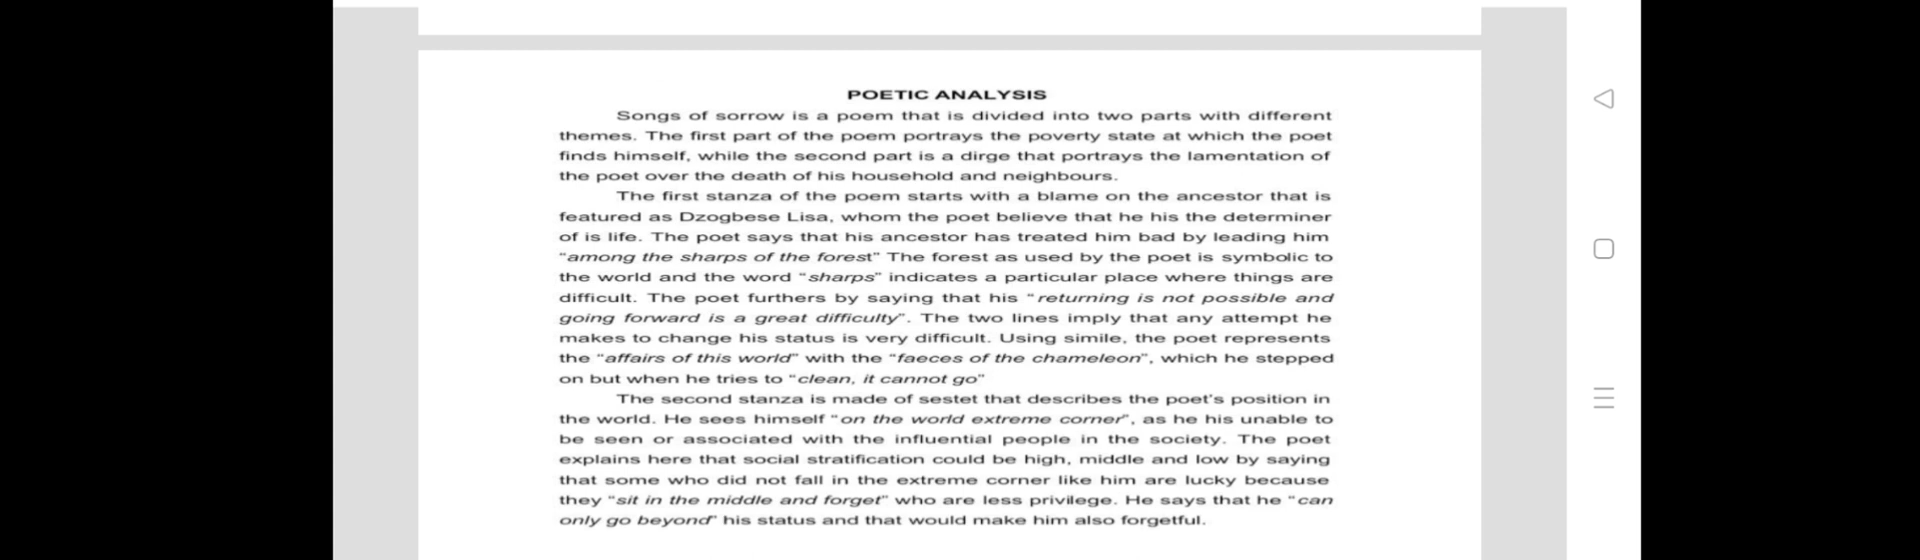 POETIC ANALYSIS
Songs of sorrow is a poem that is divided into two parts with different
themes. The first part of the poem portrays the poverty state at which the poet
finds himself, while the second part is a dirge that portrays the lamentation of
the poet over the death of his household and neighbours.
The first stanza of the poem starts with a blame on the ancestor that is
featured as Dzogbese Lisa, whom the poet believe that he his the determiner
of is life. The poet says that his ancestor has treated him bad by leading him
"among the sharps of the forest" The forest as used by the poet is symbolic to
the world and the word "sharps" indicates a particular place where things are
difficult. The poet furthers by saying that his "returning is not possible and
going forward is a great difficulty". The two lines imply that any attempt he
makes to change his status is very difficult. Using simile, the poet represents
the "affairs of this world" with the "faeces of the chameleon", which he stepped
on but when he tries to "clean, it cannot go"
The second stanza is made of sestet that describes the poet's position in
the world. He sees himself "on the world extreme corner", as he his unable to
be seen or associated with the influential people in the society. The poet
explains here that social stratification could be high, middle and low by saying
that some who did not fall in the extreme corner like him are lucky because
they "sit in the middle and forget" who are less privilege. He says that he "can
only go beyond" his status and that would make him also forgetful.